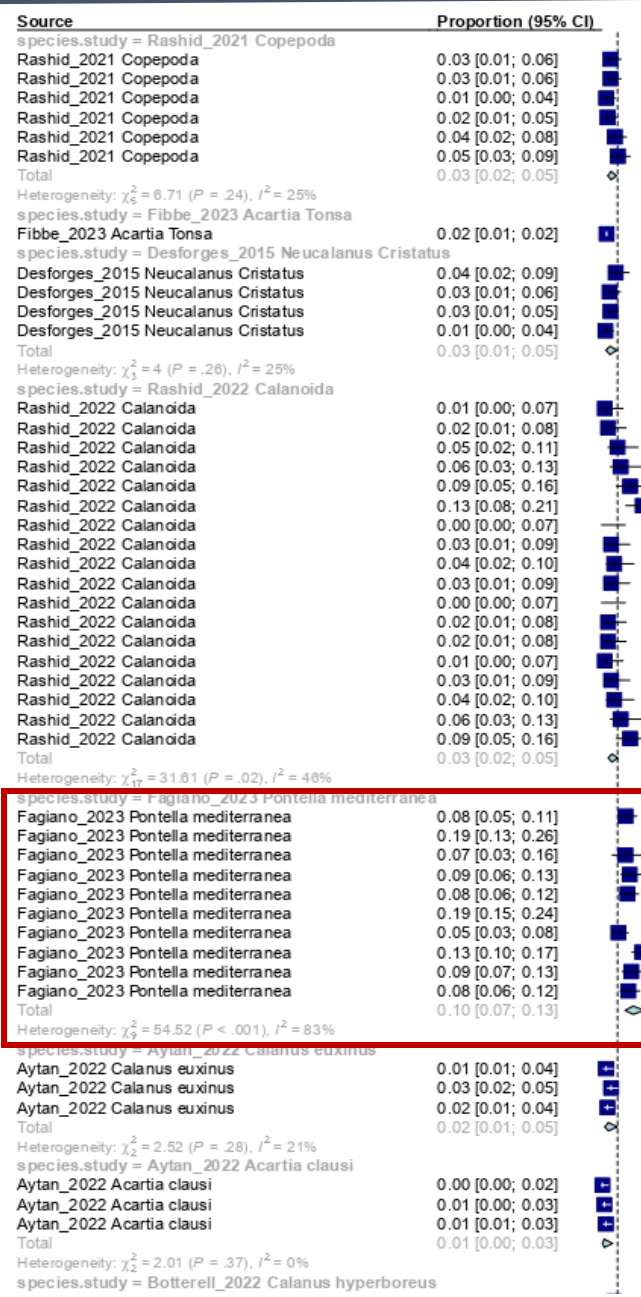 Source Proportion (95% CI)
species.study = Rashid_2021 Copepoda
Rashid_2021 Copepoda 0.03 [0.01; 0.06]
Rashid_2021 Copepoda 0.03 [0.01; 0.06]
Rashid_2021 Copepoda 0.01 [0.00; 0.04]
Rashid_2021 Copepoda 0.02 [0.01; 0.05]
Rashid_2021 Copepoda 0.04 [0.02; 0.08]
Rashid_2021 Copepoda 0.05 [0.03; 0.09]
Total 0.03 [0.02; 0.05]
Heterogeneity: χ²₅ = 6.71 (P = .24), I² = 25%
species.study = Fibbe_2023 Acartia Tonsa
Fibbe_2023 Acartia Tonsa 0.02 [0.01; 0.02]
species.study = Desforges_2015 Neucalanus Cristatus
Desforges_2015 Neucalanus Cristatus 0.04 [0.02; 0.09]
Desforges_2015 Neucalanus Cristatus 0.03 [0.01; 0.06]
Desforges_2015 Neucalanus Cristatus 0.03 [0.01; 0.05]
Desforges_2015 Neucalanus Cristatus 0.01 [0.00; 0.04]
Total 0.03 [0.01; 0.05]
Heterogeneity: χ²₃ = 4 (P = .26), I² = 25%
species.study = Rashid_2022 Calanoida
Rashid_2022 Calanoida 0.01 [0.00; 0.07]
Rashid_2022 Calanoida 0.02 [0.01; 0.08]
Rashid_2022 Calanoida 0.05 [0.02; 0.11]
Rashid_2022 Calanoida 0.06 [0.03; 0.13]
Rashid_2022 Calanoida 0.09 [0.05; 0.16]
Rashid_2022 Calanoida 0.13 [0.08; 0.21]
Rashid_2022 Calanoida 0.00 [0.00; 0.07]
Rashid_2022 Calanoida 0.03 [0.01; 0.09]
Rashid_2022 Calanoida 0.04 [0.02; 0.10]
Rashid_2022 Calanoida 0.03 [0.01; 0.09]
Rashid_2022 Calanoida 0.00 [0.00; 0.07]
Rashid_2022 Calanoida 0.02 [0.01; 0.08]
Rashid_2022 Calanoida 0.02 [0.01; 0.08]
Rashid_2022 Calanoida 0.01 [0.00; 0.07]
Rashid_2022 Calanoida 0.03 [0.01; 0.09]
Rashid_2022 Calanoida 0.04 [0.02; 0.10]
Rashid_2022 Calanoida 0.06 [0.03; 0.13]
Rashid_2022 Calanoida 0.09 [0.05; 0.16]
Total 0.03 [0.02; 0.05]
Heterogeneity: χ²₁₇ = 31.61 (P = .02), I² = 46%
species.study = Fagiano_2023 Pontella mediterranea
Fagiano_2023 Pontella mediterranea 0.08 [0.05; 0.11]
Fagiano_2023 Pontella mediterranea 0.19 [0.13; 0.26]
Fagiano_2023 Pontella mediterranea 0.07 [0.03; 0.16]
Fagiano_2023 Pontella mediterranea 0.09 [0.06; 0.13]
Fagiano_2023 Pontella mediterranea 0.08 [0.06; 0.12]
Fagiano_2023 Pontella mediterranea 0.19 [0.15; 0.24]
Fagiano_2023 Pontella mediterranea 0.05 [0.03; 0.08]
Fagiano_2023 Pontella mediterranea 0.13 [0.10; 0.17]
Fagiano_2023 Pontella mediterranea 0.09 [0.07; 0.13]
Fagiano_2023 Pontella mediterranea 0.08 [0.06; 0.12]
Total 0.10 [0.07; 0.13]
Heterogeneity: χ²₉ = 54.52 (P < .001), I² = 83%
species.study = Aytan_2022 Calanus euxinus
Aytan_2022 Calanus euxinus 0.01 [0.01; 0.04]
Aytan_2022 Calanus euxinus 0.03 [0.02; 0.05]
Aytan_2022 Calanus euxinus 0.02 [0.01; 0.04]
Total 0.02 [0.01; 0.05]
Heterogeneity: χ²₂ = 2.52 (P = .28), I² = 21%
species.study = Aytan_2022 Acartia clausi
Aytan_2022 Acartia clausi 0.00 [0.00; 0.02]
Aytan_2022 Acartia clausi 0.01 [0.00; 0.03]
Aytan_2022 Acartia clausi 0.01 [0.01; 0.03]
Total 0.01 [0.00; 0.03]
Heterogeneity: χ²₂ = 2.01 (P = .37), I² = 0%
species.study = Botterell_2022 Calanus hyperboreus